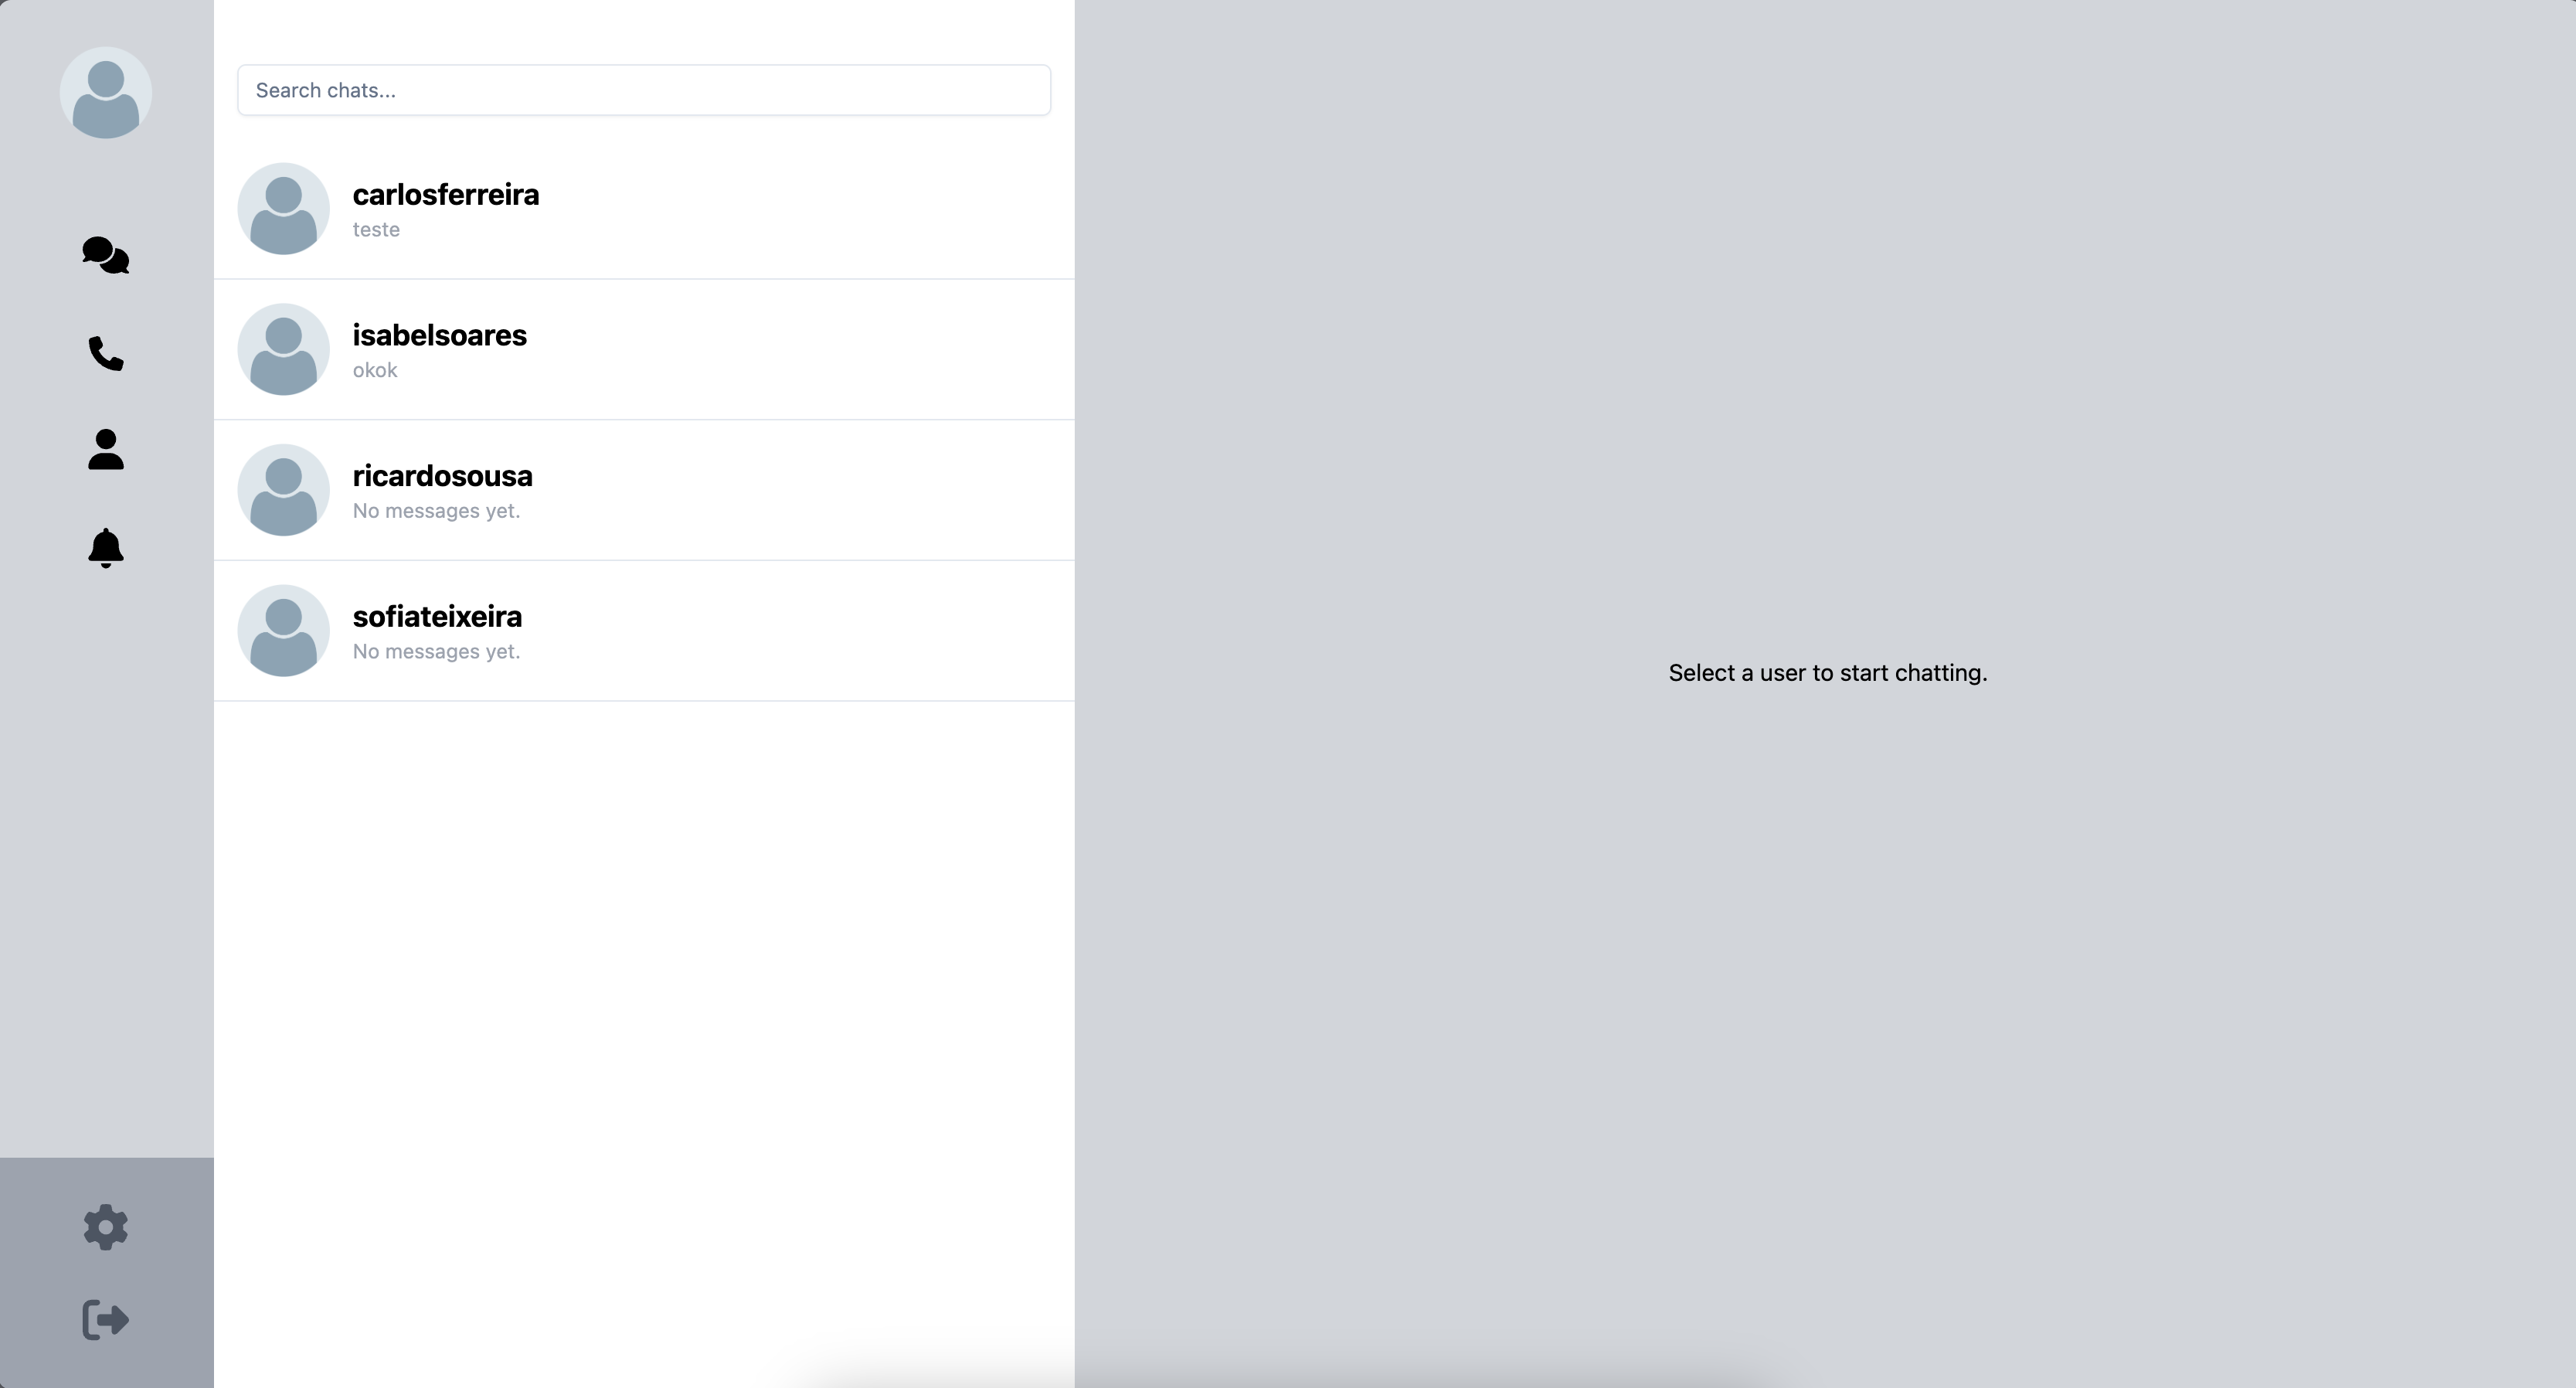 Search chats...
carlosferreira
teste
isabelsoares
okok
ricardosousa
No messages yet.
sofiateixeira
No messages yet.
Select a user to start chatting.